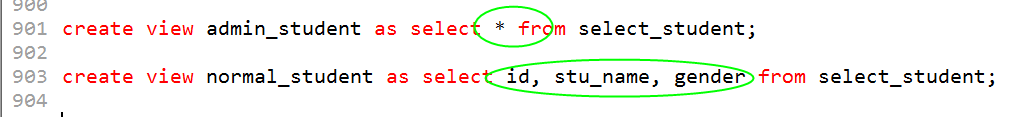 900
901 create view admin_student as select * from select_student;
902
903 create view normal_student as select id, stu_name, gender from select_student;
904